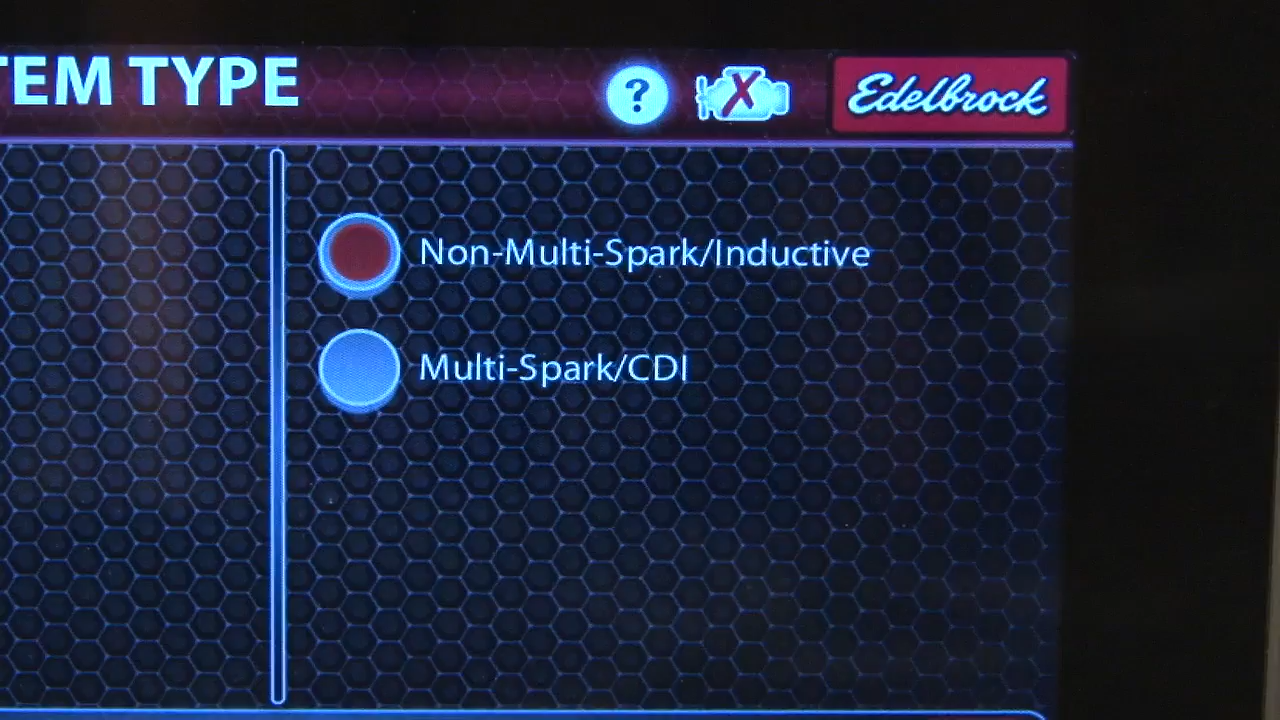 TEM TYPE
?
X
Edelbrock
Non-Multi-Spark/Inductive
Multi-Spark/CDI